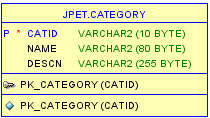 JPET.CATEGORY
P * CATID VARCHAR2 (10 BYTE)
NAME VARCHAR2 (80 BYTE)
DESCN VARCHAR2 (255 BYTE)
PK_CATEGORY (CATID)
PK_CATEGORY (CATID)